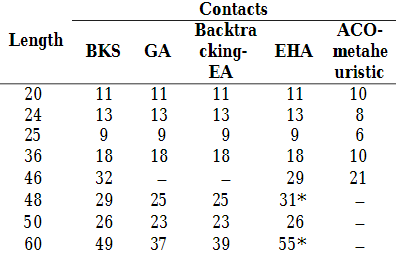 Contacts
Length BKS GA Backtra cking- EA EHA ACO- metahe uristic
20 11 11 11 11 10
24 13 13 13 13 8
25 9 9 9 9 6
36 18 18 18 18 10
46 32 – – 29 21
48 29 25 25 31* –
50 26 23 23 26 –
60 49 37 39 55* –